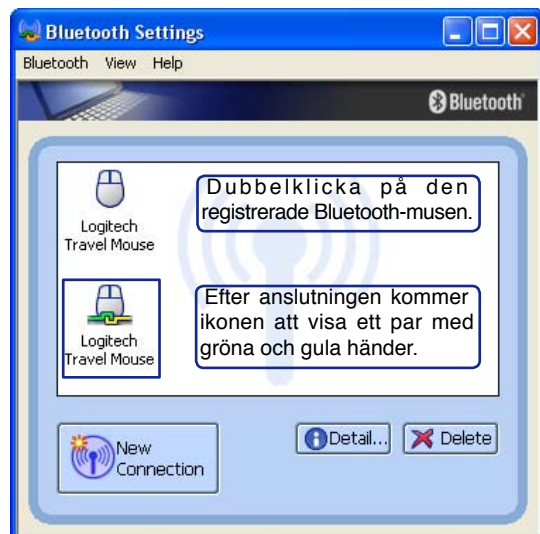 Bluetooth Settings
Bluetooth View Help
Bluetooth
Logitech
Travel Mouse
Dubbelklicka på den
registrerade Bluetooth-musen.
Logitech
Travel Mouse
Efter anslutningen kommer
ikonen att visa ett par med
gröna och gula händer.
New
Connection
Detail...
Delete